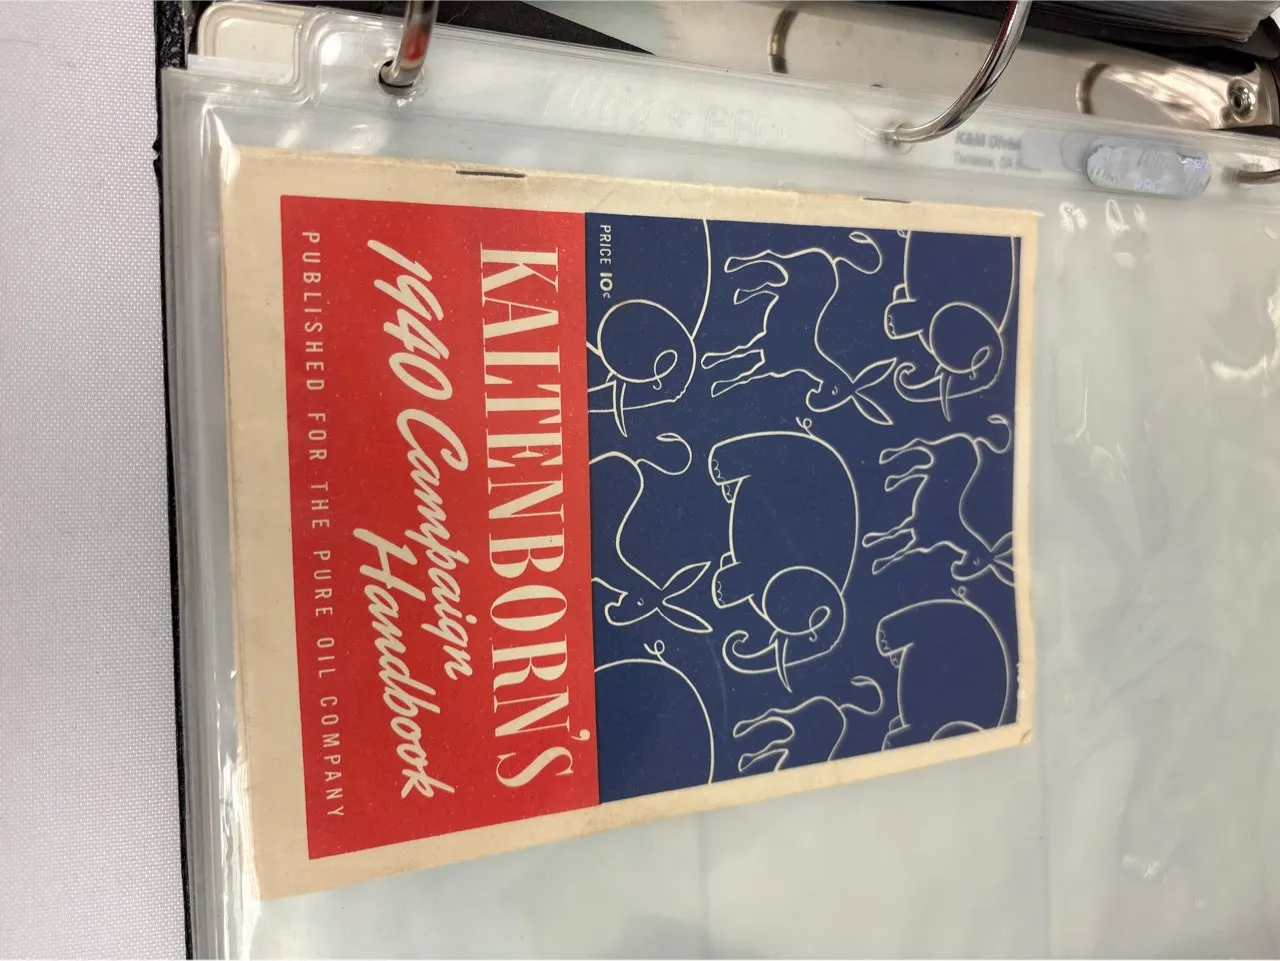 PRICE 10¢
KALTENBORN'S
1940 Campaign
Handbook
PUBLISHED FOR THE PURE OIL COMPANY